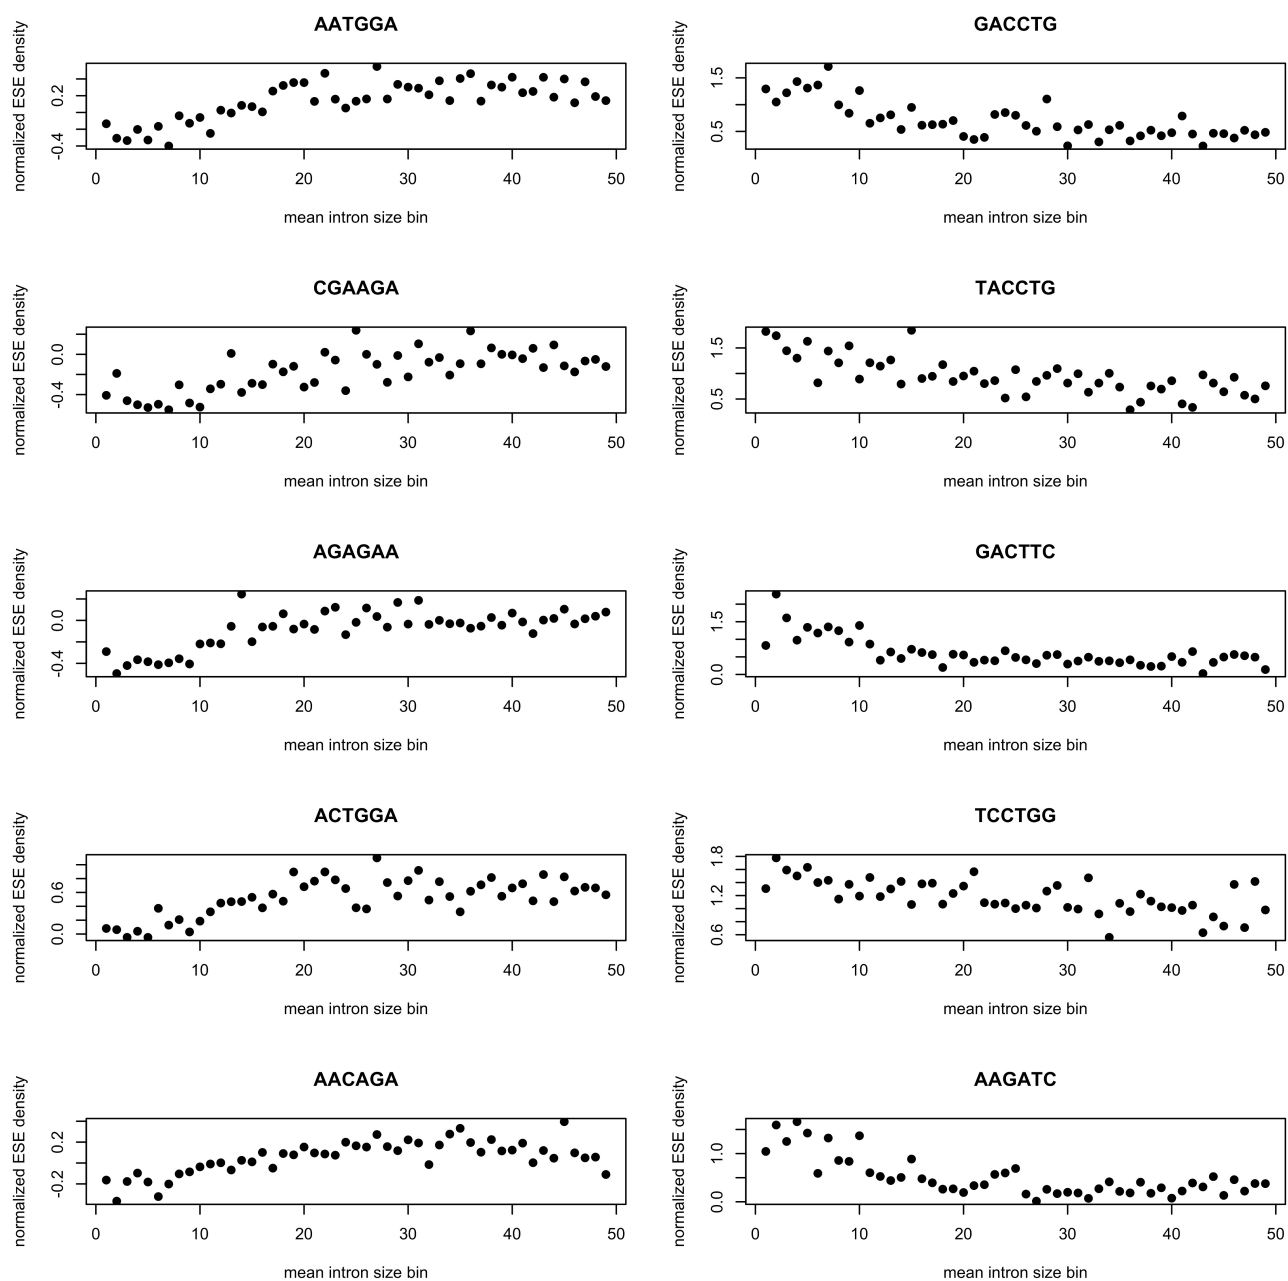 AATGGA
normalized ESE density
0.2
-0.4
0 10 20 30 40 50
mean intron size bin
GACCTG
normalized ESE density
1.5
0.5
0 10 20 30 40 50
mean intron size bin
CGAAGA
normalized ESE density
0.0
-0.4
0 10 20 30 40 50
mean intron size bin
TACCTG
normalized ESE density
1.5
0.5
0 10 20 30 40 50
mean intron size bin
AGAGAA
normalized ESE density
0.0
-0.4
0 10 20 30 40 50
mean intron size bin
GACTTC
normalized ESE density
1.5
0.0
0 10 20 30 40 50
mean intron size bin
ACTGGA
normalized ESE density
0.6
0.0
0 10 20 30 40 50
mean intron size bin
TCCTGG
normalized ESE density
1.8
1.2
0.6
0 10 20 30 40 50
mean intron size bin
AACAGA
normalized ESE density
0.2
-0.2
0 10 20 30 40 50
mean intron size bin
AAGATC
normalized ESE density
1.0
0.0
0 10 20 30 40 50
mean intron size bin